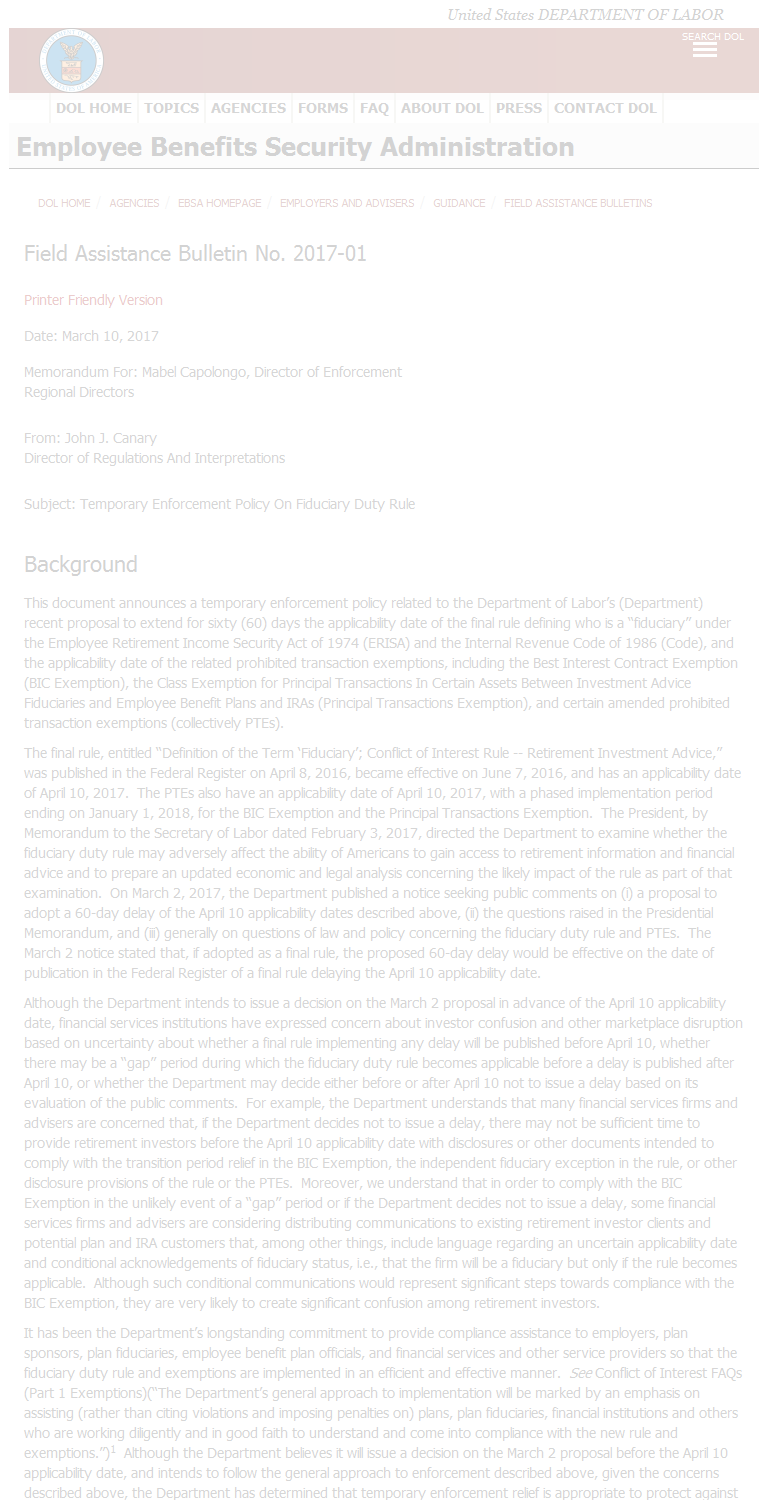 United States DEPARTMENT OF LABOR
SEARCH DOL
DOL HOME TOPICS AGENCIES FORMS FAQ ABOUT DOL PRESS CONTACT DOL
Employee Benefits Security Administration
DOL HOME / AGENCIES / EBSA HOMEPAGE / EMPLOYERS AND ADVISERS / GUIDANCE / FIELD ASSISTANCE BULLETINS
Field Assistance Bulletin No. 2017-01
Printer Friendly Version
Date: March 10, 2017
Memorandum For: Mabel Capolongo, Director of Enforcement
Regional Directors
From: John J. Canary
Director of Regulations And Interpretations
Subject: Temporary Enforcement Policy On Fiduciary Duty Rule
Background
This document announces a temporary enforcement policy related to the Department of Labor’s (Department)
recent proposal to extend for sixty (60) days the applicability date of the final rule defining who is a “fiduciary” under
the Employee Retirement Income Security Act of 1974 (ERISA) and the Internal Revenue Code of 1986 (Code), and
the applicability date of the related prohibited transaction exemptions, including the Best Interest Contract Exemption
(BIC Exemption), the Class Exemption for Principal Transactions In Certain Assets Between Investment Advice
Fiduciaries and Employee Benefit Plans and IRAs (Principal Transactions Exemption), and certain amended prohibited
transaction exemptions (collectively PTEs).
The final rule, entitled “Definition of the Term ‘Fiduciary’; Conflict of Interest Rule -- Retirement Investment Advice,”
was published in the Federal Register on April 8, 2016, became effective on June 7, 2016, and has an applicability date
of April 10, 2017.  The PTEs also have an applicability date of April 10, 2017, with a phased implementation period
ending on January 1, 2018, for the BIC Exemption and the Principal Transactions Exemption.  The President, by
Memorandum to the Secretary of Labor dated February 3, 2017, directed the Department to examine whether the
fiduciary duty rule may adversely affect the ability of Americans to gain access to retirement information and financial
advice and to prepare an updated economic and legal analysis concerning the likely impact of the rule as part of that
examination.  On March 2, 2017, the Department published a notice seeking public comments on (i) a proposal to
adopt a 60-day delay of the April 10 applicability dates described above, (ii) the questions raised in the Presidential
Memorandum, and (iii) generally on questions of law and policy concerning the fiduciary duty rule and PTEs.  The
March 2 notice stated that, if adopted as a final rule, the proposed 60-day delay would be effective on the date of
publication in the Federal Register of a final rule delaying the April 10 applicability date.
Although the Department intends to issue a decision on the March 2 proposal in advance of the April 10 applicability
date, financial services institutions have expressed concern about investor confusion and other marketplace disruption
based on uncertainty about whether a final rule implementing any delay will be published before April 10, whether
there may be a “gap” period during which the fiduciary duty rule becomes applicable before a delay is published after
April 10, or whether the Department may decide either before or after April 10 not to issue a delay based on its
evaluation of the public comments.  For example, the Department understands that many financial services firms and
advisers are concerned that, if the Department decides not to issue a delay, there may not be sufficient time to
provide retirement investors before the April 10 applicability date with disclosures or other documents intended to
comply with the transition period relief in the BIC Exemption, the independent fiduciary exception in the rule, or other
disclosure provisions of the rule or the PTEs.  Moreover, we understand that in order to comply with the BIC
Exemption in the unlikely event of a “gap” period or if the Department decides not to issue a delay, some financial
services firms and advisers are considering distributing communications to existing retirement investor clients and
potential plan and IRA customers that, among other things, include language regarding an uncertain applicability date
and conditional acknowledgements of fiduciary status, i.e., that the firm will be a fiduciary but only if the rule becomes
applicable.  Although such conditional communications would represent significant steps towards compliance with the
BIC Exemption, they are very likely to create significant confusion among retirement investors.
It has been the Department’s longstanding commitment to provide compliance assistance to employers, plan
sponsors, plan fiduciaries, employee benefit plan officials, and financial services and other service providers so that the
fiduciary duty rule and exemptions are implemented in an efficient and effective manner.  See Conflict of Interest FAQs
(Part 1 Exemptions)(“The Department’s general approach to implementation will be marked by an emphasis on
assisting (rather than citing violations and imposing penalties on) plans, plan fiduciaries, financial institutions and others
who are working diligently and in good faith to understand and come into compliance with the new rule and
exemptions.”)1  Although the Department believes it will issue a decision on the March 2 proposal before the April 10
applicability date, and intends to follow the general approach to enforcement described above, given the concerns
described above, the Department has determined that temporary enforcement relief is appropriate to protect against